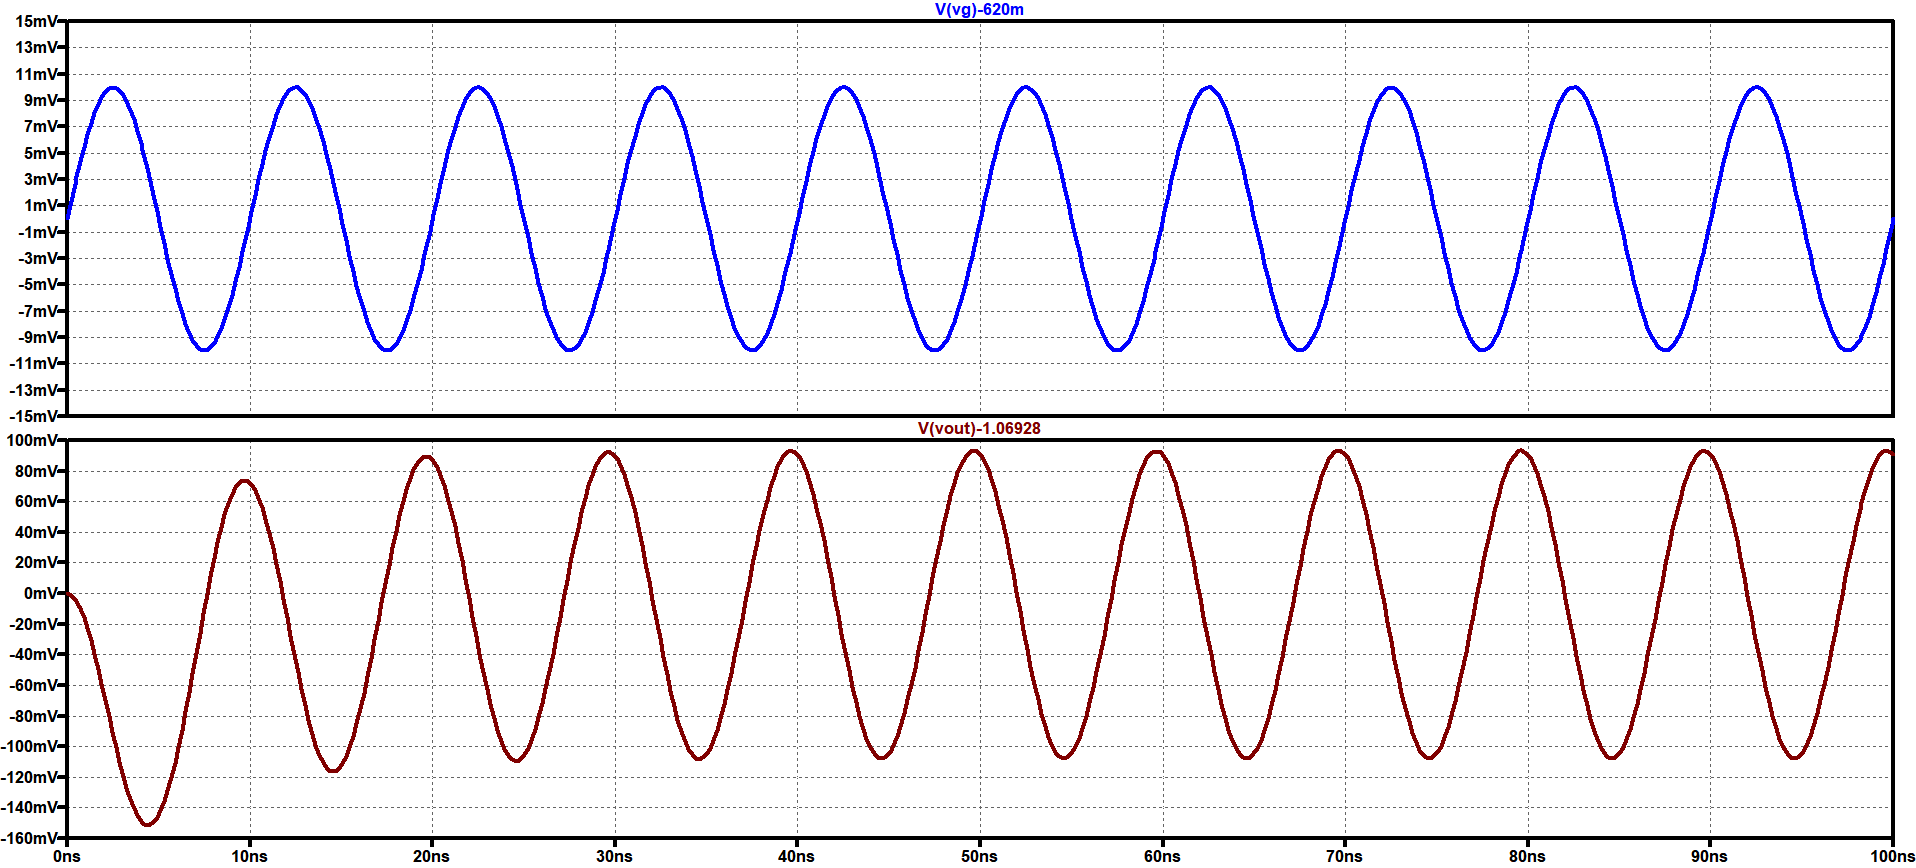 V(vg)-620m
15mV
13mV
11mV
9mV
7mV
5mV
3mV
1mV
-1mV
-3mV
-5mV
-7mV
-9mV
-11mV
-13mV
-15mV
V(vout)-1.06928
100mV
80mV
60mV
40mV
20mV
0mV
-20mV
-40mV
-60mV
-80mV
-100mV
-120mV
-140mV
-160mV
0ns 10ns 20ns 30ns 40ns 50ns 60ns 70ns 80ns 90ns 100ns